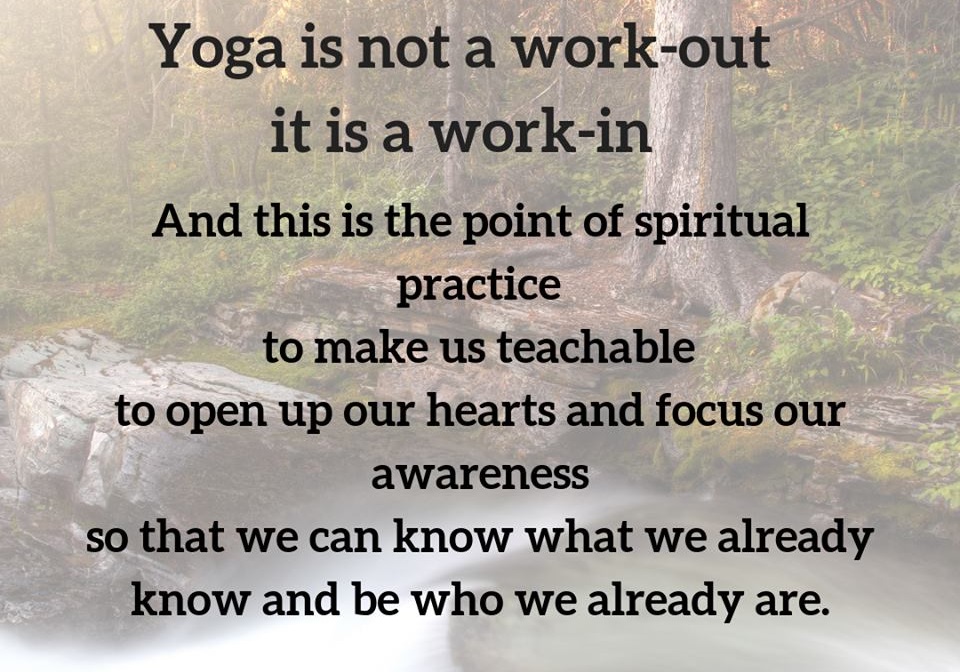 Yoga is not a work-out
it is a work-in
And this is the point of spiritual
practice
to make us teachable
to open up our hearts and focus our
awareness
so that we can know what we already
know and be who we already are.